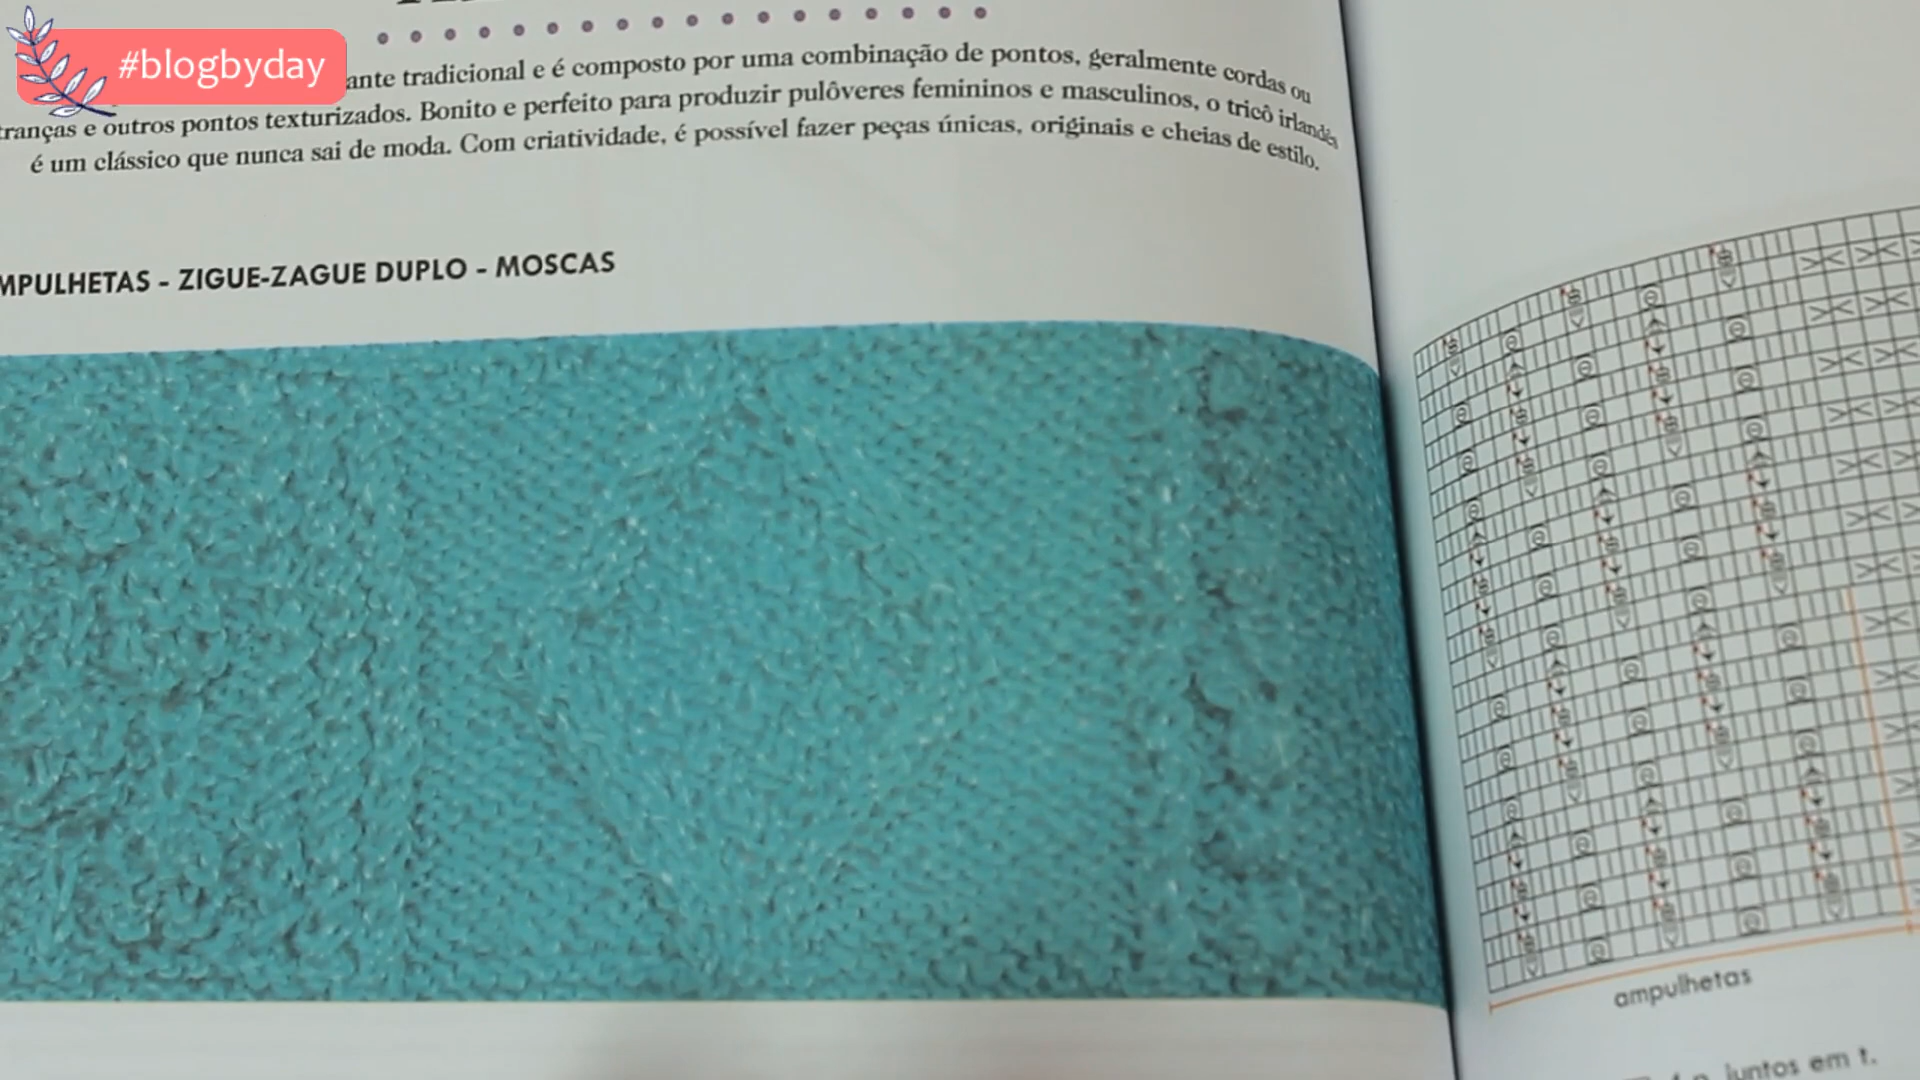 #blogbyday
ante tradicional e é composto por uma combinação de pontos, geralmente cordas ou
tranças e outros pontos texturizados. Bonito e perfeito para produzir pulôveres femininos e masculinos, o tricô irlandês
é um clássico que nunca sai de moda. Com criatividade, é possível fazer peças únicas, originais e cheias de estilo.
MPULHETAS - ZIGUE-ZAGUE DUPLO - MOSCAS
ampulhetas
juntos em t.